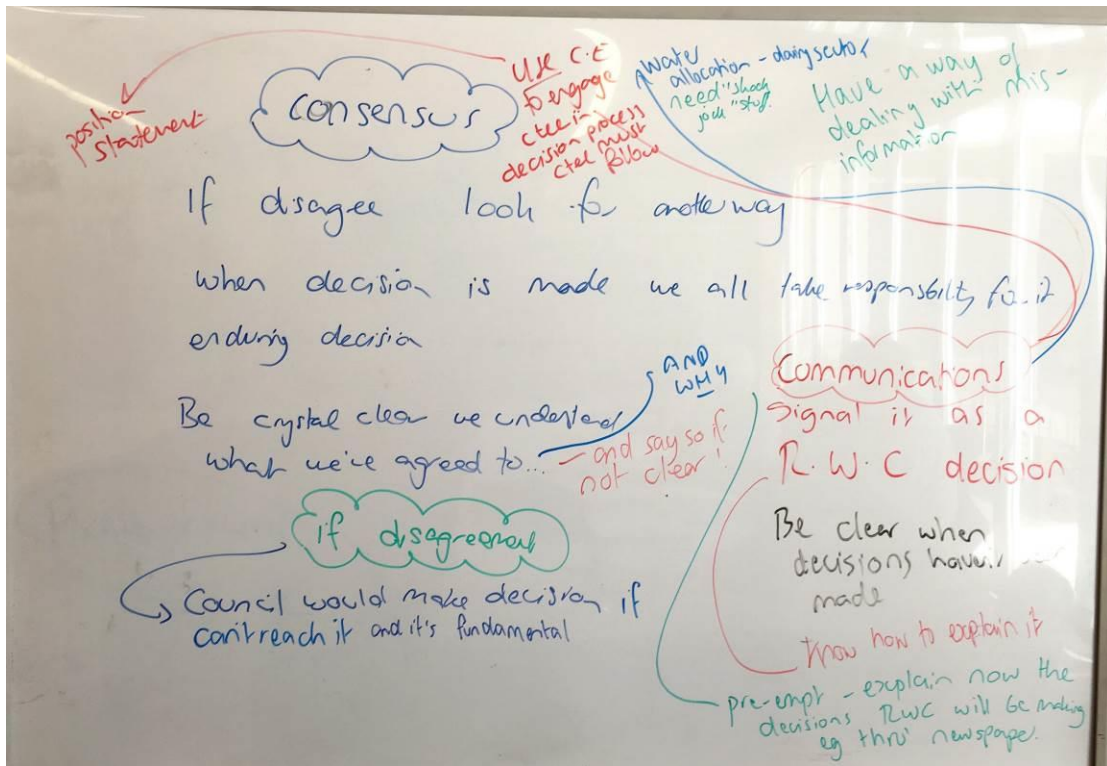 consensus
position
statement
Use C.E
to engage
ctee in
decision process
ctee must
follow
water
allocation - dairy sector
need "shock
jock" stuff
Have a way of
dealing with mis-
information
If disagree look for another way
when decision is made we all take responsibility for it
enduring decision
Be crystal clear we understand
what we've agreed to...
AND
WHY
- and say so if
not clear!
if disagreement
Council would make decision if
can't reach it and it's fundamental
Communications
Signal it as a
R.W.C decision
Be clear when
decisions
made
Know how to explain it
pre-empt - explain now the
decisions RWC will be making
eg thru' newspaper.